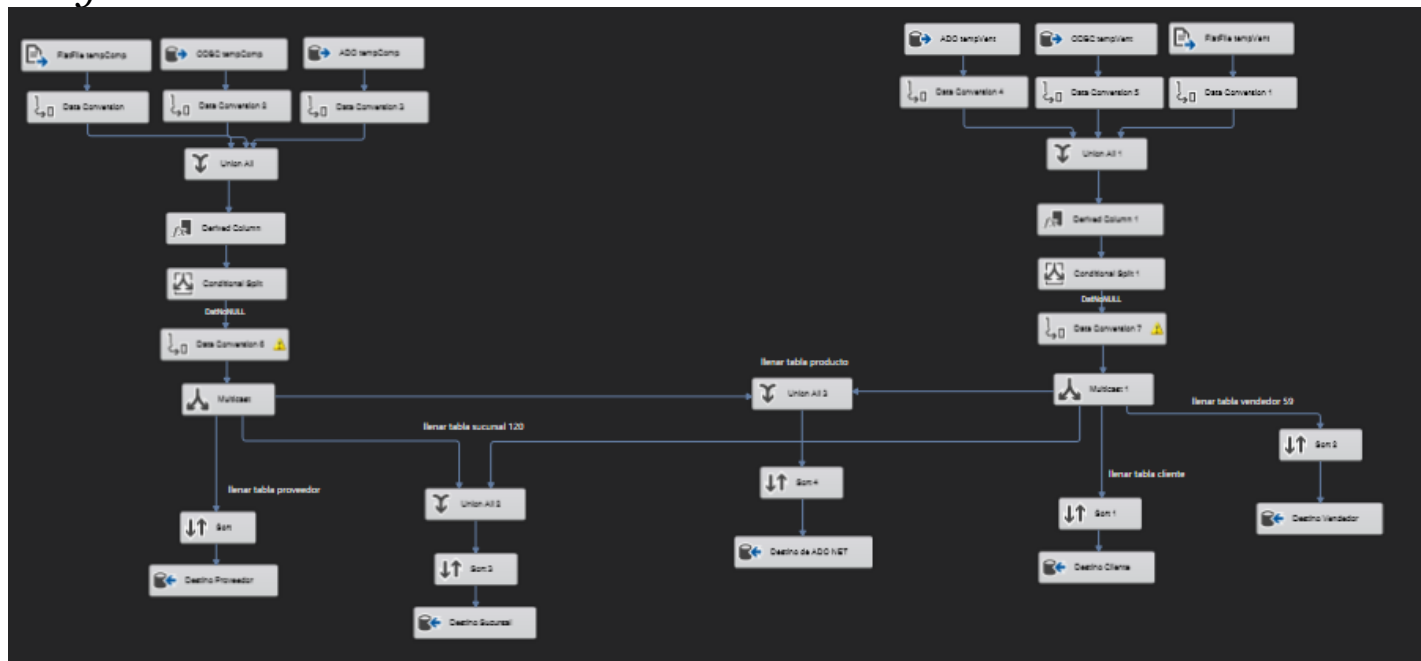 FlatFile tempComp
ODBC tempComp
ADO tempComp
ADO tempVent
ODBC tempVent
FlatFile tempVent
Data Conversion
Data Conversion 2
Data Conversion 3
Data Conversion 4
Data Conversion 5
Data Conversion 1
Union All
Union All 1
Derived Column
Derived Column 1
Conditional Split
Conditional Split 1
DatNoNULL
DatNoNULL
Data Conversion 6
Data Conversion 7
llenar tabla producto
Multicast
Union All 3
Multicast 1
llenar tabla vendedor 59
llenar tabla sucursal 120
Sort 2
llenar tabla proveedor
Sort 4
llenar tabla cliente
Union All 2
Sort
Sort 1
Destino Vendedor
Destino de ADO NET
Sort 3
Destino Cliente
Destino Proveedor
Destino Sucursal